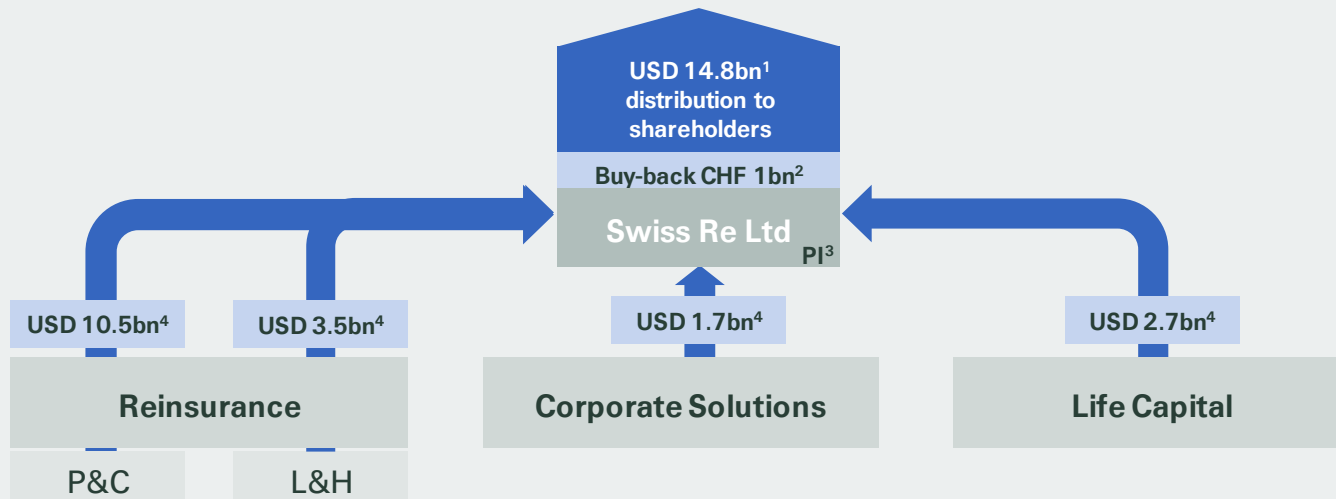 USD 14.8bn¹
distribution to
shareholders
Buy-back CHF 1bn²
Swiss Re Ltd
PI³
USD 10.5bn⁴
USD 3.5bn⁴
USD 1.7bn⁴
USD 2.7bn⁴
Reinsurance
Corporate Solutions
Life Capital
P&C
L&H